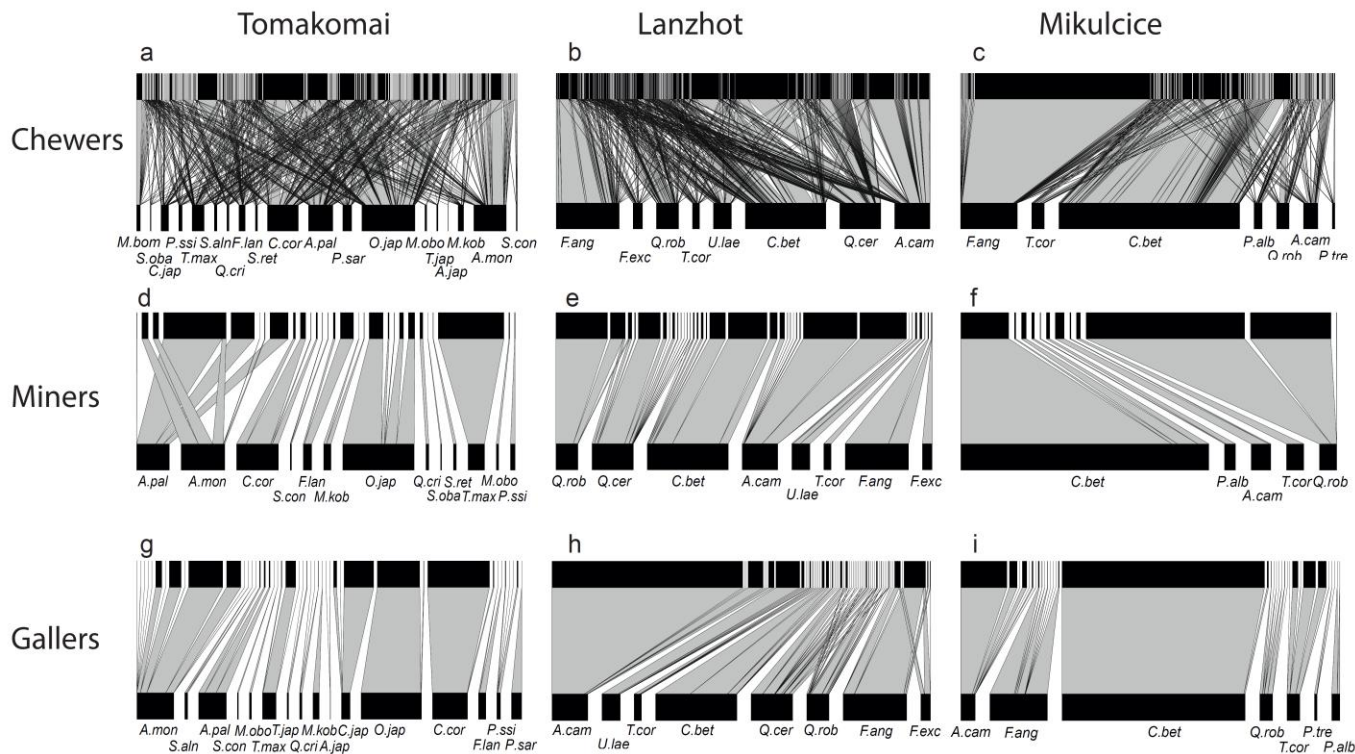 Tomakomai Lanzhot Mikulcice
a b c
Chewers
M.bom P.ssi S.aln F.lan C.cor A.pal O.jap M.obo M.kob S.con
S.oba T.max S.ret P.sar T.jap A.mon
C.jap Q.cri A.jap
F.ang Q.rob U.lae C.bet Q.cer A.cam
F.exc T.cor
F.ang T.cor C.bet P.alb A.cam
Q.rob P.tre
d e f
Miners
A.pal A.mon C.cor F.lan O.jap Q.cri S.ret M.obo
S.con M.kob S.oba T.max P.ssi
Q.rob Q.cer C.bet A.cam T.cor F.ang F.exc
U.lae
C.bet P.alb T.cor Q.rob
A.cam
g h i
Gallers
A.mon A.pal M.obo T.jap M.kob C.jap O.jap C.cor P.ssi
S.aln S.con T.max Q.cri A.jap F.lan P.sar
A.cam T.cor C.bet Q.cer Q.rob F.ang F.exc
U.lae
A.cam F.ang C.bet Q.rob P.tre
T.cor P.alb